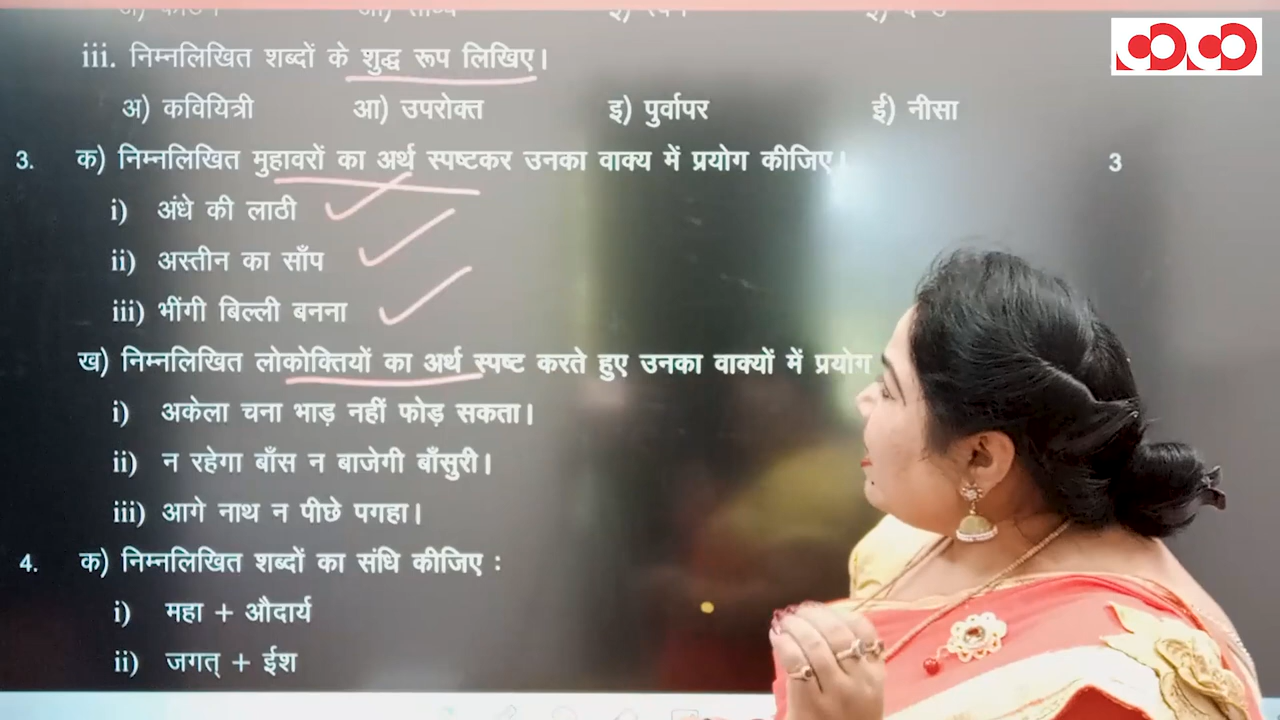 iii. निम्नलिखित शब्दों के शुद्ध रूप लिखिए।
अ) कवियित्री आ) उपरोक्त इ) पुर्वापर ई) नीसा
3. क) निम्नलिखित मुहावरों का अर्थ स्पष्टकर उनका वाक्य में प्रयोग कीजिए। 3
i) अंधे की लाठी
ii) अस्तीन का साँप
iii) भींगी बिल्ली बनना
ख) निम्नलिखित लोकोक्तियों का अर्थ स्पष्ट करते हुए उनका वाक्यों में प्रयोग
i) अकेला चना भाड़ नहीं फोड़ सकता।
ii) न रहेगा बाँस न बाजेगी बाँसुरी।
iii) आगे नाथ न पीछे पगहा।
4. क) निम्नलिखित शब्दों का संधि कीजिए :
i) महा + औदार्य
ii) जगत् + ईश